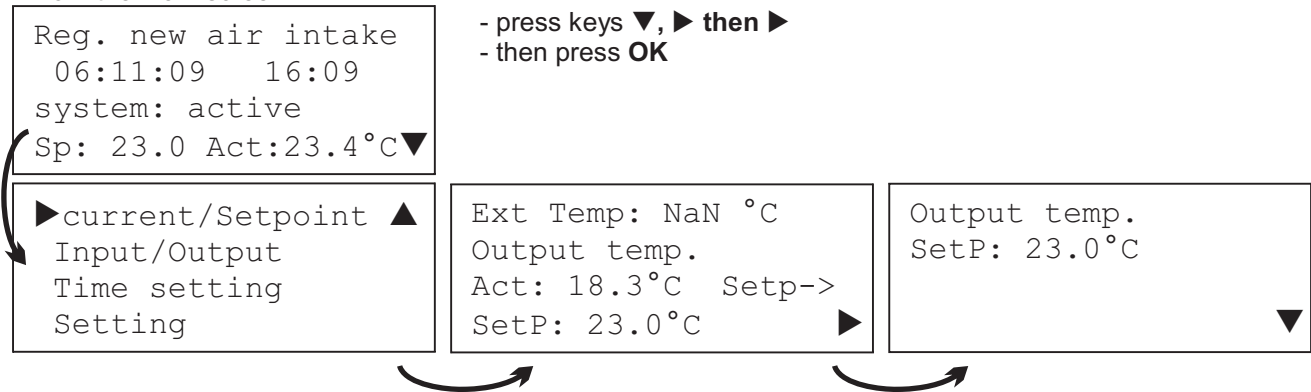 Reg. new air intake
06:11:09 16:09
system: active
Sp: 23.0 Act:23.4°C▼
- press keys ▼, ▶ then ▶
- then press OK
▶current/Setpoint ▲
Input/Output
Time setting
Setting
Ext Temp: NaN °C
Output temp.
Act: 18.3°C Setp->
SetP: 23.0°C ▶
Output temp.
SetP: 23.0°C
▼